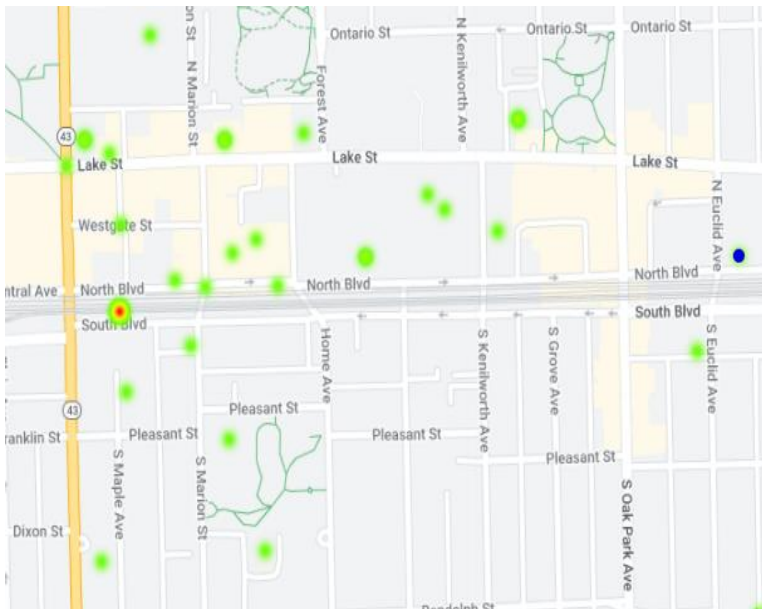 N Marion St
Forest Ave
Ontario St
N Kenilworth Ave
Ontario St
Ontario St
43
Lake St
Lake St
Lake St
Westgate St
N Euclid Ave
ntral Ave
North Blvd
North Blvd
North Blvd
South Blvd
South Blvd
Home Ave
S Kenilworth Ave
S Grove Ave
S Euclid Ave
43
Pleasant St
ranklin St
Pleasant St
Pleasant St
Pleasant St
S Maple Ave
S Marion St
S Oak Park Ave
Dixon St